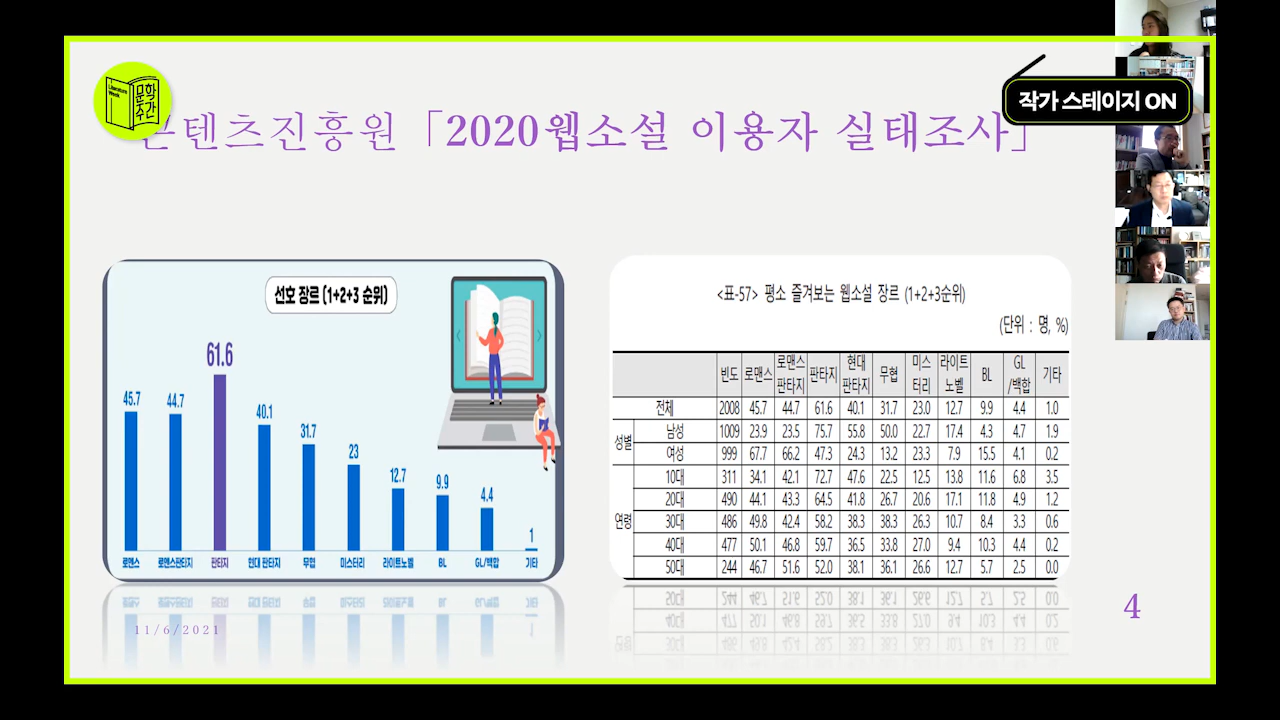 Literature Week
문학
주간
작가 스테이지 ON
콘텐츠진흥원「2020웹소설 이용자 실태조사」
선호 장르 (1+2+3 순위)
45.7 44.7 61.6 40.1 31.7 23 12.7 9.9 4.4 1
로맨스 로맨스판타지 판타지 현대 판타지 무협 미스터리 라이트노벨 BL GL/백합 기타
<표-57> 평소 즐겨보는 웹소설 장르 (1+2+3순위)
(단위 : 명, %)
빈도 로맨스 로맨스 판타지 판타지 현대 판타지 무협 미스터리 라이트 노벨 BL GL /백합 기타
전체 2008 45.7 44.7 61.6 40.1 31.7 23.0 12.7 9.9 4.4 1.0
성별 남성 1009 23.9 23.5 75.7 55.8 50.0 22.7 17.4 4.3 4.7 1.9
여성 999 67.7 66.2 47.3 24.3 13.2 23.3 7.9 15.5 4.1 0.2
연령 10대 311 34.1 42.1 72.7 47.6 22.5 12.5 13.8 11.6 6.8 3.5
20대 490 44.1 43.3 64.5 41.8 26.7 20.6 17.1 11.8 4.9 1.2
30대 486 49.8 42.4 58.2 38.3 38.3 26.3 10.7 8.4 3.3 0.6
40대 477 50.1 46.8 59.7 36.5 33.8 27.0 9.4 10.3 4.4 0.2
50대 244 46.7 51.6 52.0 38.1 36.1 26.6 12.7 5.7 2.5 0.0
11/6/2021
4